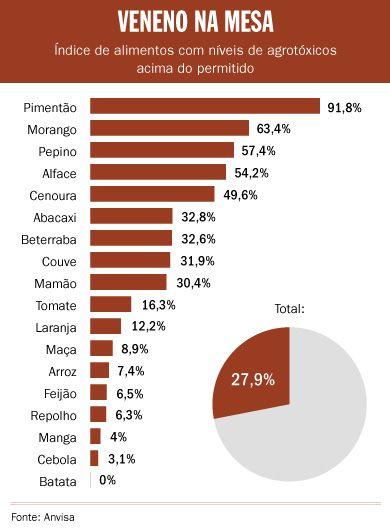 VENENO NA MESA
Índice de alimentos com níveis de agrotóxicos
acima do permitido
Pimentão 91,8%
Morango 63,4%
Pepino 57,4%
Alface 54,2%
Cenoura 49,6%
Abacaxi 32,8%
Beterraba 32,6%
Couve 31,9%
Mamão 30,4%
Tomate 16,3%
Laranja 12,2%
Maça 8,9%
Arroz 7,4%
Feijão 6,5%
Repolho 6,3%
Manga 4%
Cebola 3,1%
Batata 0%
Total:
27,9%
Fonte: Anvisa